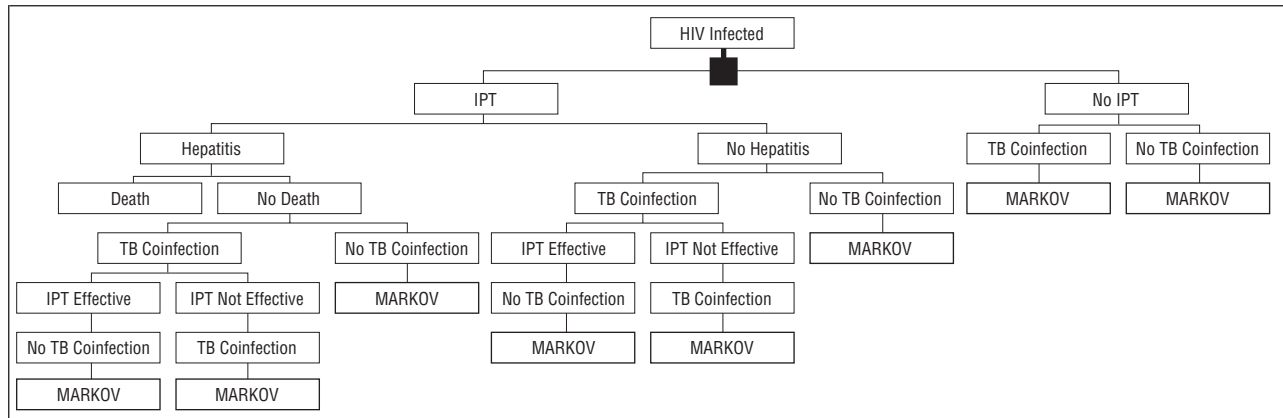 HIV Infected
IPT
No IPT
Hepatitis
No Hepatitis
TB Coinfection
No TB Coinfection
Death
No Death
TB Coinfection
No TB Coinfection
MARKOV
MARKOV
TB Coinfection
No TB Coinfection
IPT Effective
IPT Not Effective
MARKOV
IPT Effective
IPT Not Effective
MARKOV
No TB Coinfection
TB Coinfection
No TB Coinfection
TB Coinfection
MARKOV
MARKOV
MARKOV
MARKOV